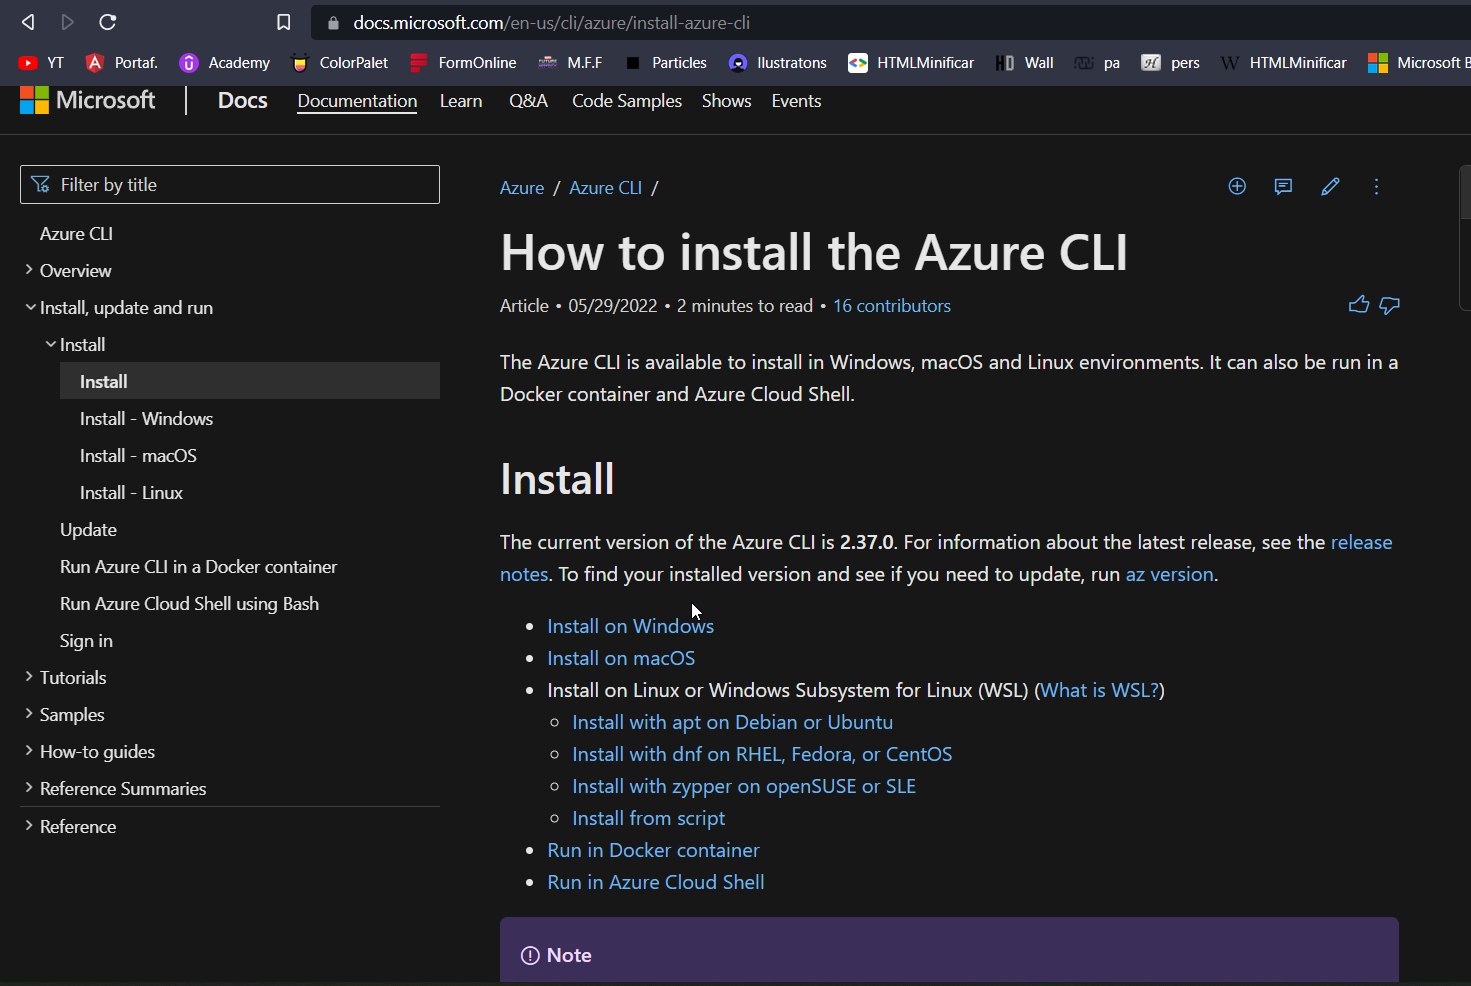 docs.microsoft.com/en-us/cli/azure/install-azure-cli
YT Portaf. Academy ColorPalet FormOnline M.F.F Particles Ilustratons HTMLMinificar Wall pa pers HTMLMinificar Microsoft B
Microsoft Docs Documentation Learn Q&A Code Samples Shows Events
Filter by title
Azure CLI
Overview
Install, update and run
Install
Install
Install - Windows
Install - macOS
Install - Linux
Update
Run Azure CLI in a Docker container
Run Azure Cloud Shell using Bash
Sign in
Tutorials
Samples
How-to guides
Reference Summaries
Reference
Azure / Azure CLI /
How to install the Azure CLI
Article • 05/29/2022 • 2 minutes to read • 16 contributors
The Azure CLI is available to install in Windows, macOS and Linux environments. It can also be run in a
Docker container and Azure Cloud Shell.
Install
The current version of the Azure CLI is 2.37.0. For information about the latest release, see the release
notes. To find your installed version and see if you need to update, run az version.
• Install on Windows
• Install on macOS
• Install on Linux or Windows Subsystem for Linux (WSL) (What is WSL?)
○ Install with apt on Debian or Ubuntu
○ Install with dnf on RHEL, Fedora, or CentOS
○ Install with zypper on openSUSE or SLE
○ Install from script
• Run in Docker container
• Run in Azure Cloud Shell
Note